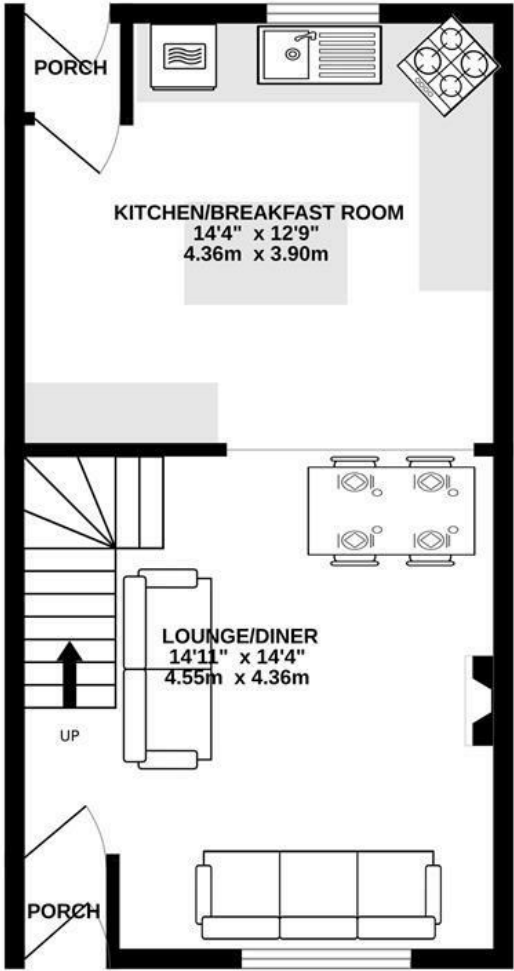 PORCH
KITCHEN/BREAKFAST ROOM
14'4" x 12'9"
4.36m x 3.90m
LOUNGE/DINER
14'11" x 14'4"
4.55m x 4.36m
UP
PORCH